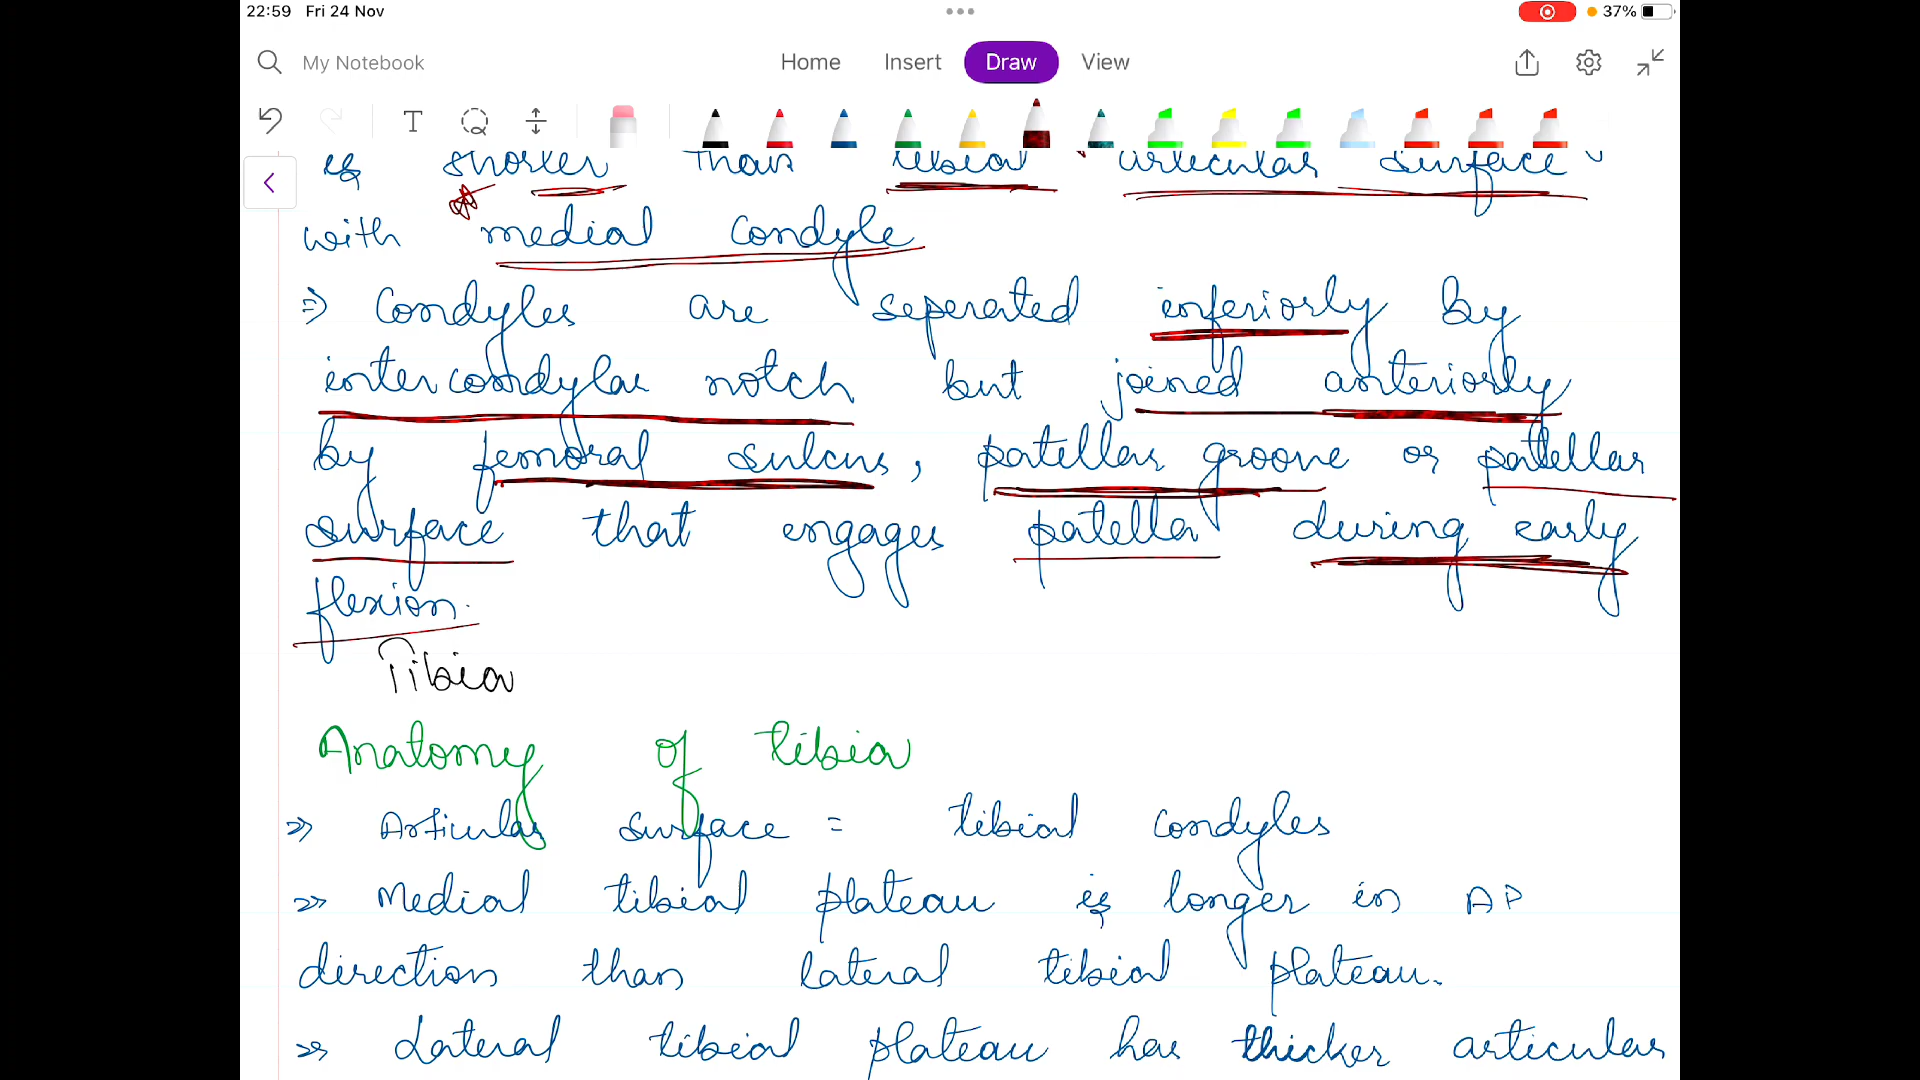 22:59 Fri 24 Nov
37%
My Notebook
Home Insert Draw View
T
is shorter than tibial articular surface
with medial condyle
⇒ Condyles are seperated inferiorly by
intercondylar notch but joined anteriorly
by femoral sulcus, patellar groove or patellar
surface that engages patella during early
flexion.
Tibia
Anatomy of tibia
>> Articular surface = tibial condyles
>> Medial tibial plateau is longer in AP
direction than lateral tibial plateau.
>> Lateral tibial plateau has thicker articular